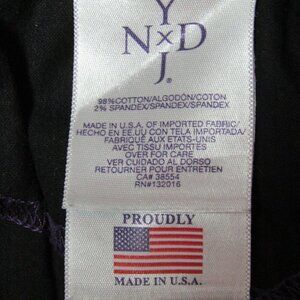 Y
N×D
J®
98% COTTON/ALGODÓN/COTON
2% SPANDEX/SPANDEX/SPANDEX
MADE IN U.S.A. OF IMPORTED FABRIC/
HECHO EN EE.UU CON TELA IMPORTADA/
FABRIQUÉ AUX ETATS-UNIS
AVEC TISSU IMPORTÉS
OVER FOR CARE
VER CUIDADO AL DORSO
RETOURNER POUR ENTRETIEN
CA# 38554
RN#132016
PROUDLY
MADE IN U.S.A.